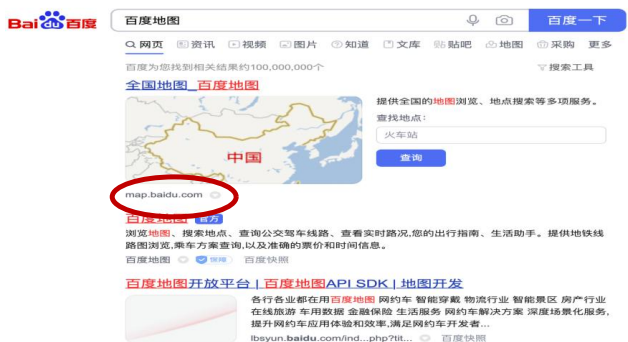 Bai du 百度
百度地图
百度一下
网页 资讯 视频 图片 知道 文库 贴吧 地图 采购 更多
百度为您找到相关结果约100,000,000个
搜索工具
全国地图_百度地图
中国
提供全国的地图浏览、地点搜索等多项服务。
查找地点：
火车站
查询
map.baidu.com
百度地图 官方
浏览地图、搜索地点、查询公交驾车线路、查看实时路况,您的出行指南、生活助手。提供地铁线
路图浏览,乘车方案查询,以及准确的票价和时间信息。
百度地图 保障 百度快照
百度地图开放平台 | 百度地图API SDK | 地图开发
各行各业都在用百度地图 网约车 智能穿戴 物流行业 智能景区 房产行业
在线旅游 车用数据 金融保险 生活服务 网约车解决方案 深度场景化服务,
提升网约车应用体验和效率,满足网约车开发者...
lbsyun.baidu.com/ind...php?tit... 百度快照